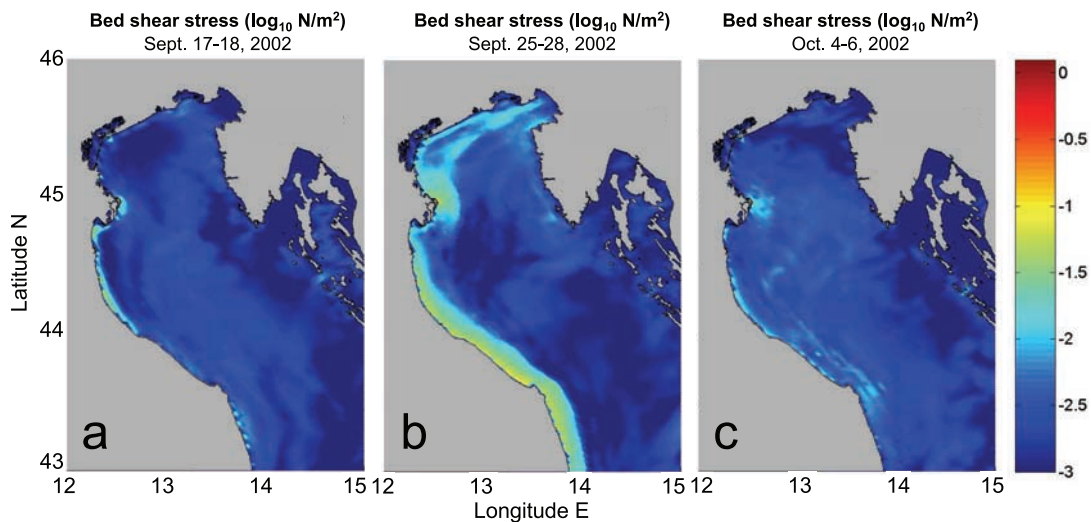 Bed shear stress (log₁₀ N/m²)
Sept. 17-18, 2002
Bed shear stress (log₁₀ N/m²)
Sept. 25-28, 2002
Bed shear stress (log₁₀ N/m²)
Oct. 4-6, 2002
46
45
44
43
Latitude N
a
b
c
12
13
14
15
12
13
14
15
12
13
14
15
Longitude E
0
-0.5
-1
-1.5
-2
-2.5
-3